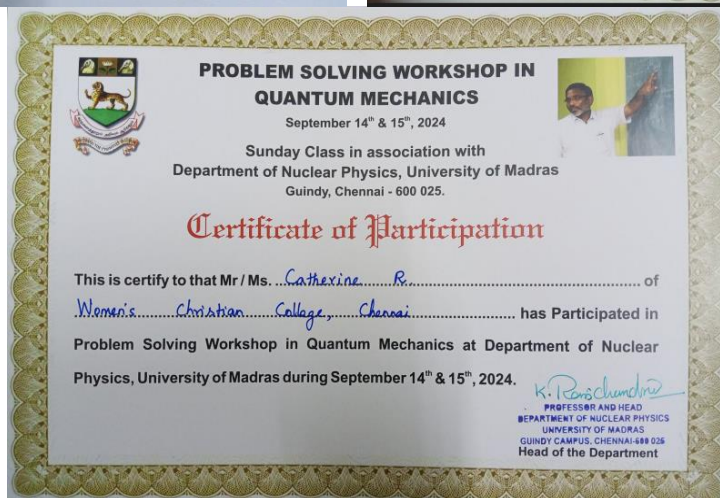 PROBLEM SOLVING WORKSHOP IN
QUANTUM MECHANICS
September 14th & 15th, 2024
Sunday Class in association with
Department of Nuclear Physics, University of Madras
Guindy, Chennai - 600 025.
Certificate of Participation
This is certify to that Mr / Ms. Catherine R. of
Women's Christian College, Chennai has Participated in
Problem Solving Workshop in Quantum Mechanics at Department of Nuclear
Physics, University of Madras during September 14th & 15th, 2024.
PROFESSOR AND HEAD
DEPARTMENT OF NUCLEAR PHYSICS
UNIVERSITY OF MADRAS
GUINDY CAMPUS, CHENNAI-600 025
Head of the Department